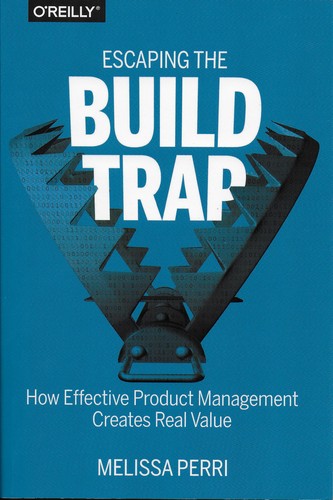 O'REILLY®
ESCAPING THE
BUILD
TRAP
How Effective Product Management
Creates Real Value
MELISSA PERRI